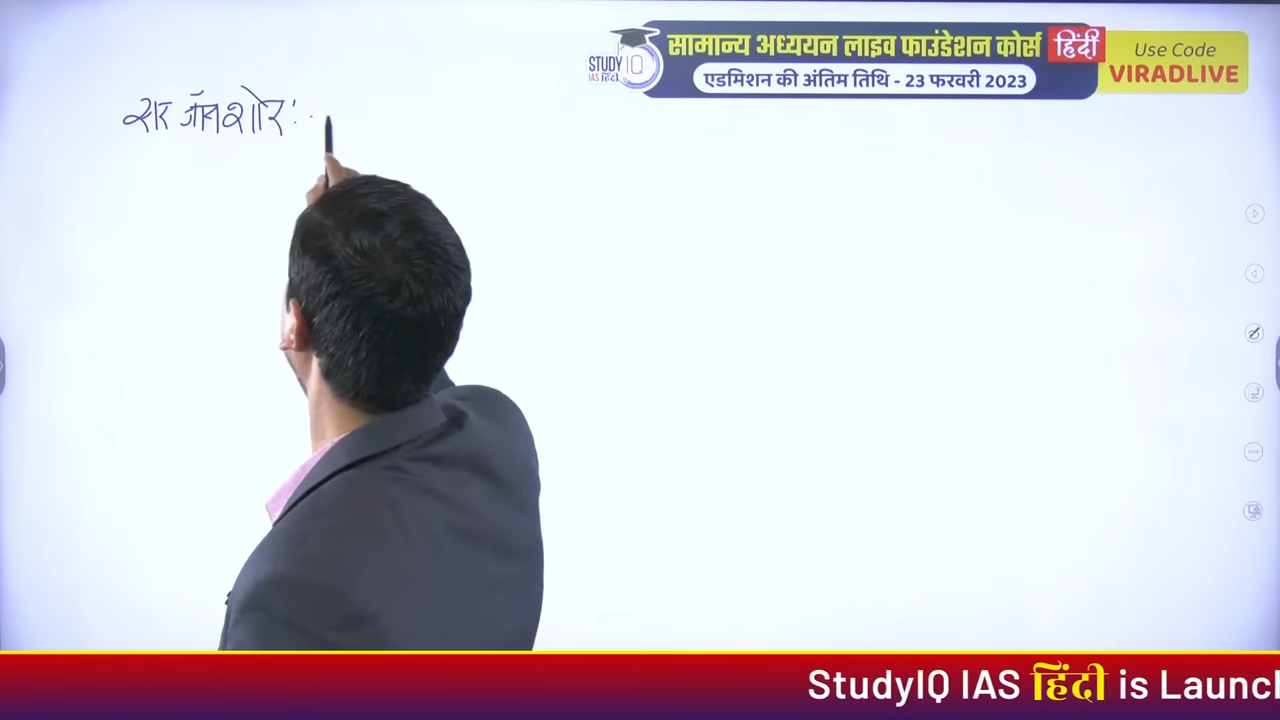 सामान्य अध्ययन लाइव फाउंडेशन कोर्स हिंदी
Use Code
VIRADLIVE
STUDY IQ
IAS हिंदी
एडमिशन की अंतिम तिथि - 23 फरवरी 2023
सर जॉन शोर :-
StudyIQ IAS हिंदी is Launc